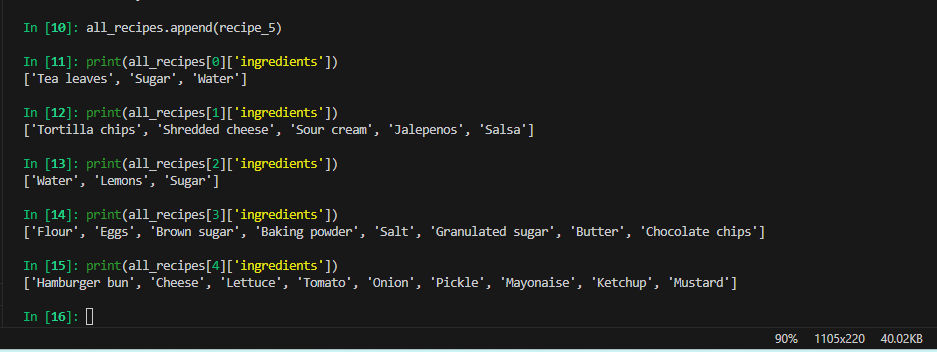 In [10]: all_recipes.append(recipe_5)
In [11]: print(all_recipes[0]['ingredients'])
['Tea leaves', 'Sugar', 'Water']
In [12]: print(all_recipes[1]['ingredients'])
['Tortilla chips', 'Shredded cheese', 'Sour cream', 'Jalepenos', 'Salsa']
In [13]: print(all_recipes[2]['ingredients'])
['Water', 'Lemons', 'Sugar']
In [14]: print(all_recipes[3]['ingredients'])
['Flour', 'Eggs', 'Brown sugar', 'Baking powder', 'Salt', 'Granulated sugar', 'Butter', 'Chocolate chips']
In [15]: print(all_recipes[4]['ingredients'])
['Hamburger bun', 'Cheese', 'Lettuce', 'Tomato', 'Onion', 'Pickle', 'Mayonaise', 'Ketchup', 'Mustard']
In [16]:
90% 1105x220 40.02KB